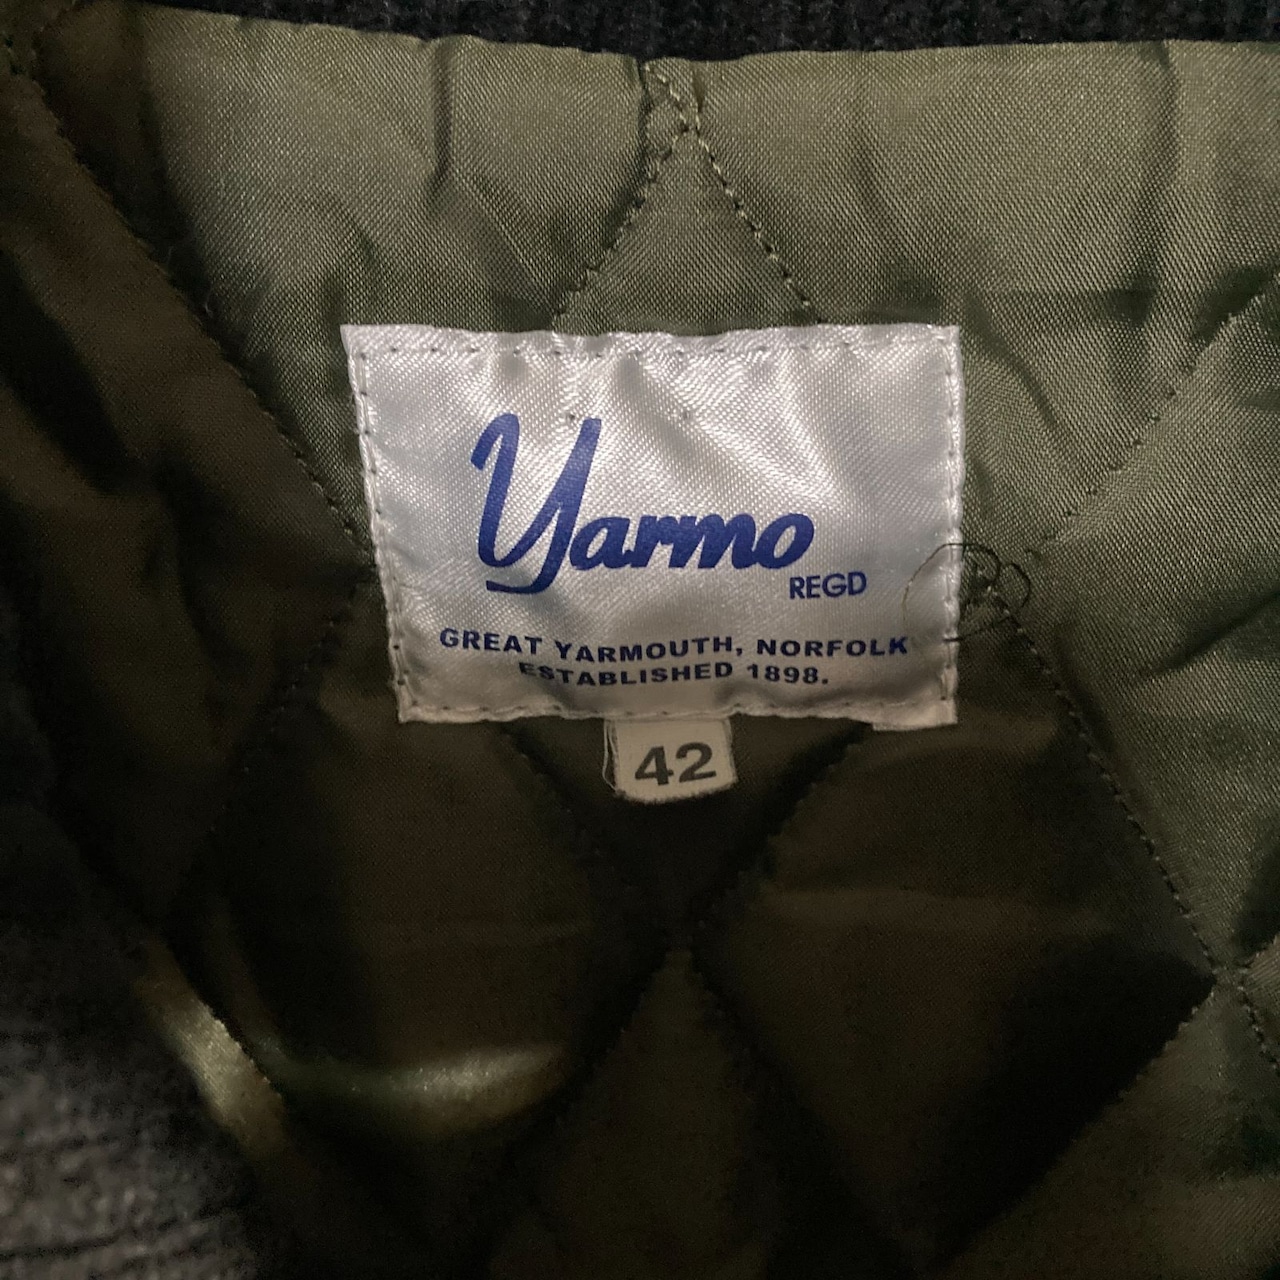 Yarmo
REGD
GREAT YARMOUTH, NORFOLK
ESTABLISHED 1898.
42